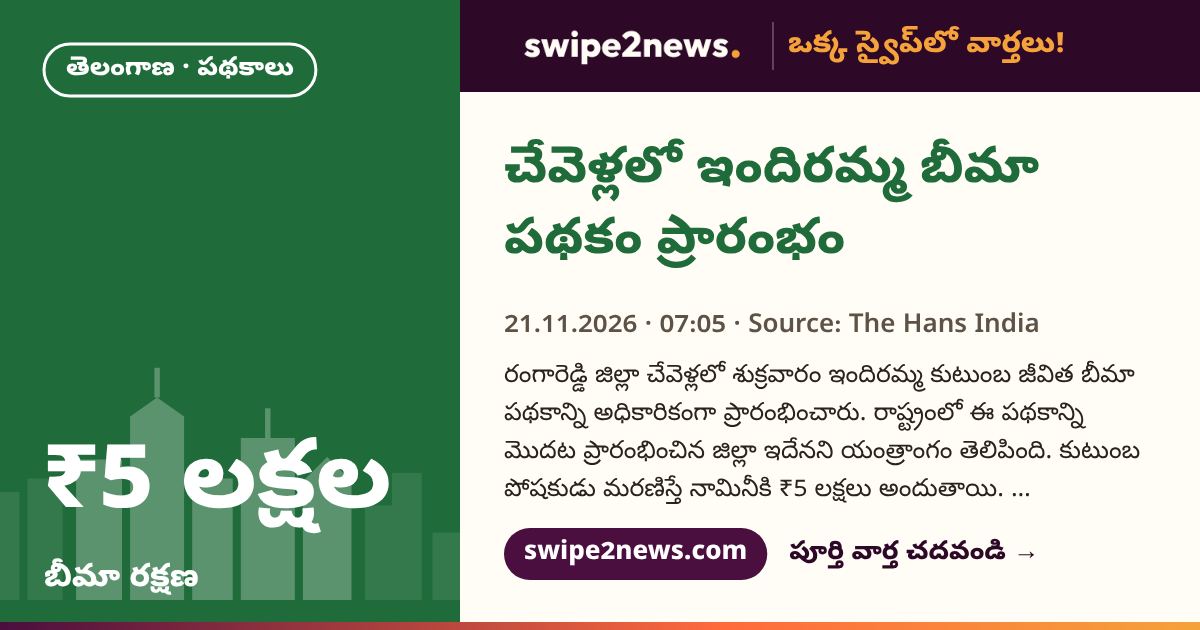 తెలంగాణ · పథకాలు
₹5 లక్షల
బీమా రక్షణ
swipe2news.
ఒక్క స్వైప్‌లో వార్తలు!
చేవెళ్లలో ఇందిరమ్మ బీమా
పథకం ప్రారంభం
21.11.2026 · 07:05 · Source: The Hans India
రంగారెడ్డి జిల్లా చేవెళ్లలో శుక్రవారం ఇందిరమ్మ కుటుంబ జీవిత బీమా
పథకాన్ని అధికారికంగా ప్రారంభించారు. రాష్ట్రంలో ఈ పథకాన్ని
మొదట ప్రారంభించిన జిల్లా ఇదేనని యంత్రాంగం తెలిపింది. కుటుంబ
పోషకుడు మరణిస్తే నామినీకి ₹5 లక్షలు అందుతాయి. ...
swipe2news.com
పూర్తి వార్త చదవండి →